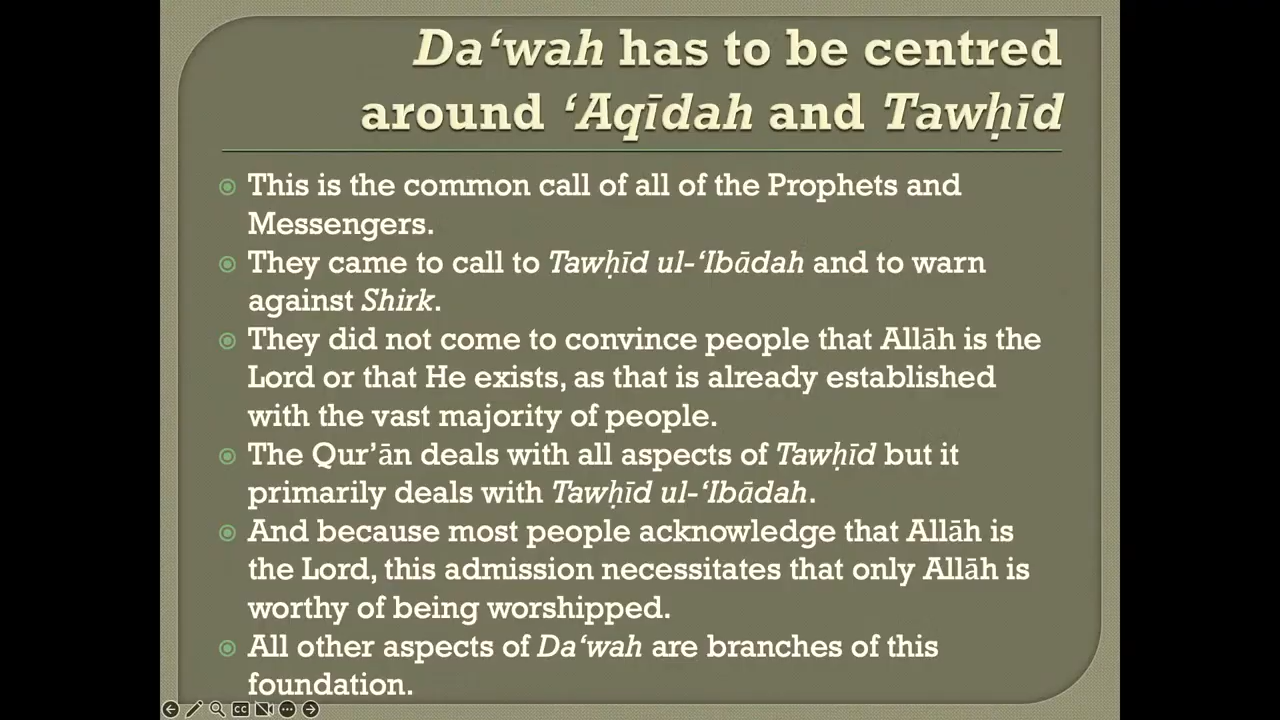 Da‘wah has to be centred
around ‘Aqīdah and Tawḥīd
This is the common call of all of the Prophets and
Messengers.
They came to call to Tawḥīd ul-‘Ibādah and to warn
against Shirk.
They did not come to convince people that Allāh is the
Lord or that He exists, as that is already established
with the vast majority of people.
The Qur’ān deals with all aspects of Tawḥīd but it
primarily deals with Tawḥīd ul-‘Ibādah.
And because most people acknowledge that Allāh is
the Lord, this admission necessitates that only Allāh is
worthy of being worshipped.
All other aspects of Da‘wah are branches of this
foundation.
CC